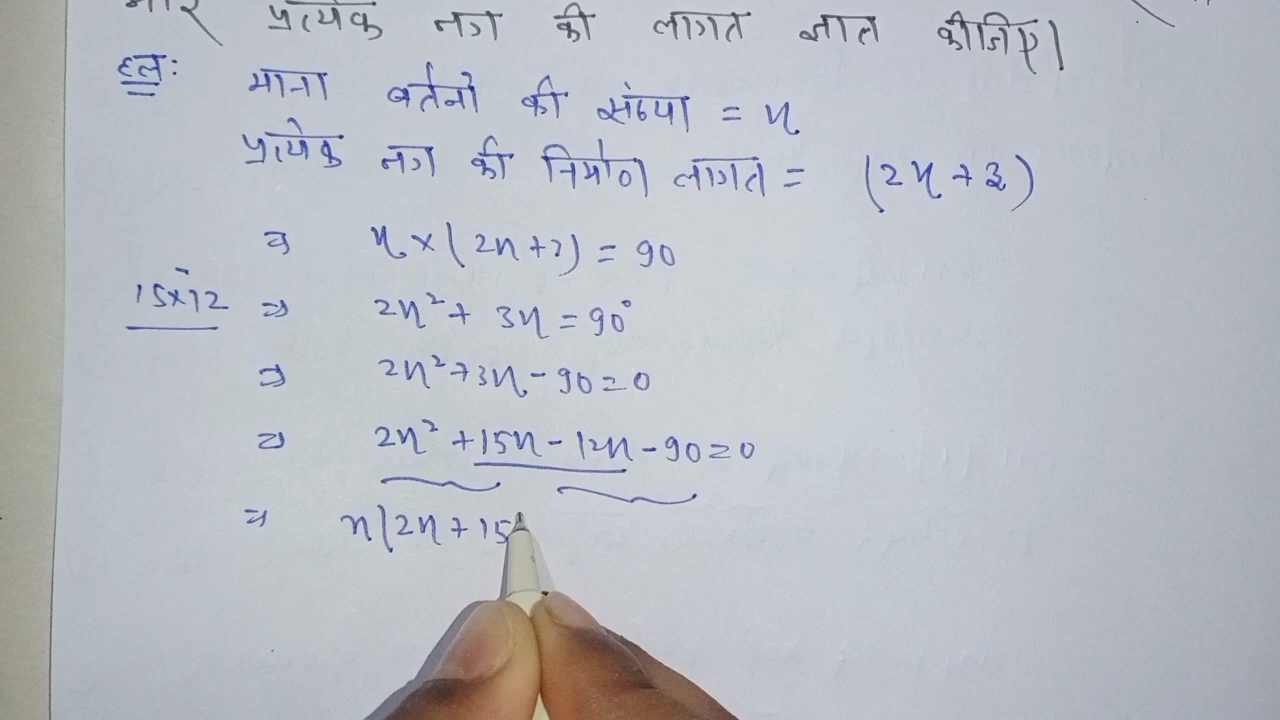 और प्रत्येक नग की लागत ज्ञात कीजिए।
हल: माना बर्तनो की संख्या = x
प्रत्येक नग की निर्माण लागत = (2x + 3)
⇒ x × (2x + 3) = 90
15 × 12 ⇒ 2x² + 3x = 90
⇒ 2x² + 3x - 90 = 0
⇒ 2x² + 15x - 12x - 90 = 0
⇒ x(2x + 15